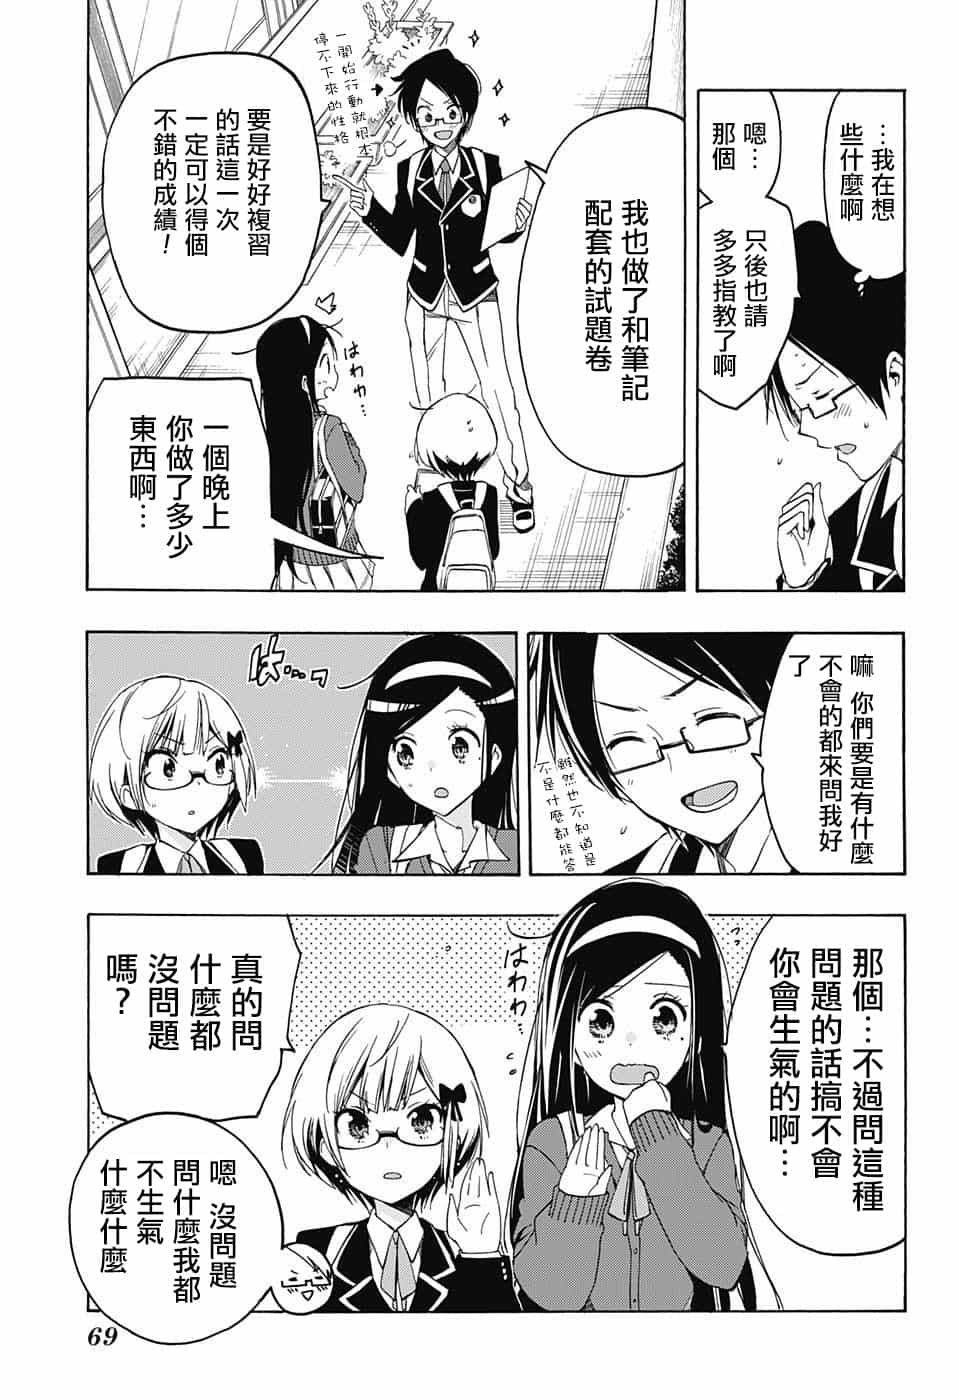 …我在想
些什麼啊
嗯…
那個
只後也請
多多指教了啊
我也做了和筆記
配套的試題卷
一開始行動就根本
停不下來的性格
要是好好複習
的話這一次
一定可以得個
不錯的成績！
はわわ…
一個晚上
你做了多少
東西啊…
嘛 你們要是有什麼
不會的都來問我好
了
雖然也不知道是
不是什麼都能答
は…っ
那個…不過問這種
問題的話搞不會
你會生氣的啊…
はわわ…
真的問
什麼都
沒問題
嗎？
嗯 沒問題
問什麼我都
不生氣
什麼什麼
69